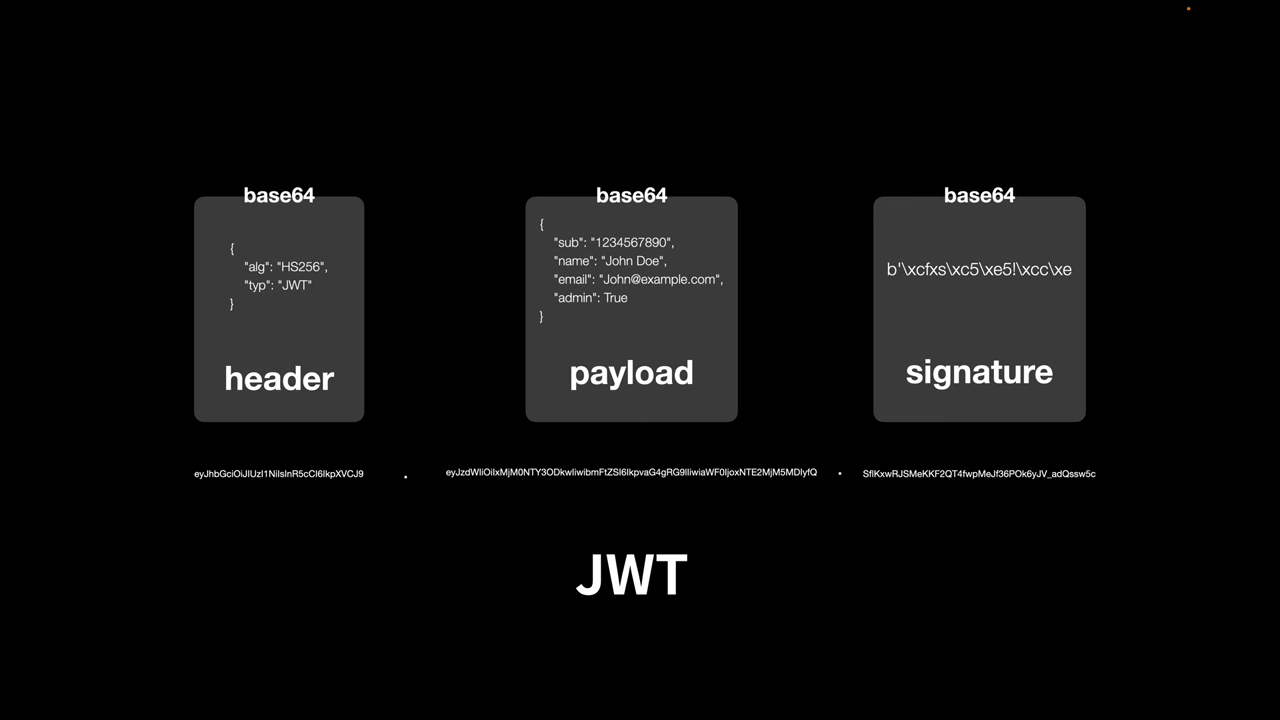 base64
{
"alg": "HS256",
"typ": "JWT"
}
header
base64
{
"sub": "1234567890",
"name": "John Doe",
"email": "John@example.com",
"admin": True
}
payload
base64
b'\xcfxs\xc5\xe5!\xcc\xe
signature
eyJhbGciOiJIUzI1NiIsInR5cCI6IkpXVCJ9 . eyJzdWIiOiIxMjM0NTY3ODkwIiwibmFtZSI6IkpvaG4gRG9lIiwiaWF0IjoxNTE2MjM5MDIyfQ . SflKxwRJSMeKKF2QT4fwpMeJf36POk6yJV_adQssw5c
JWT